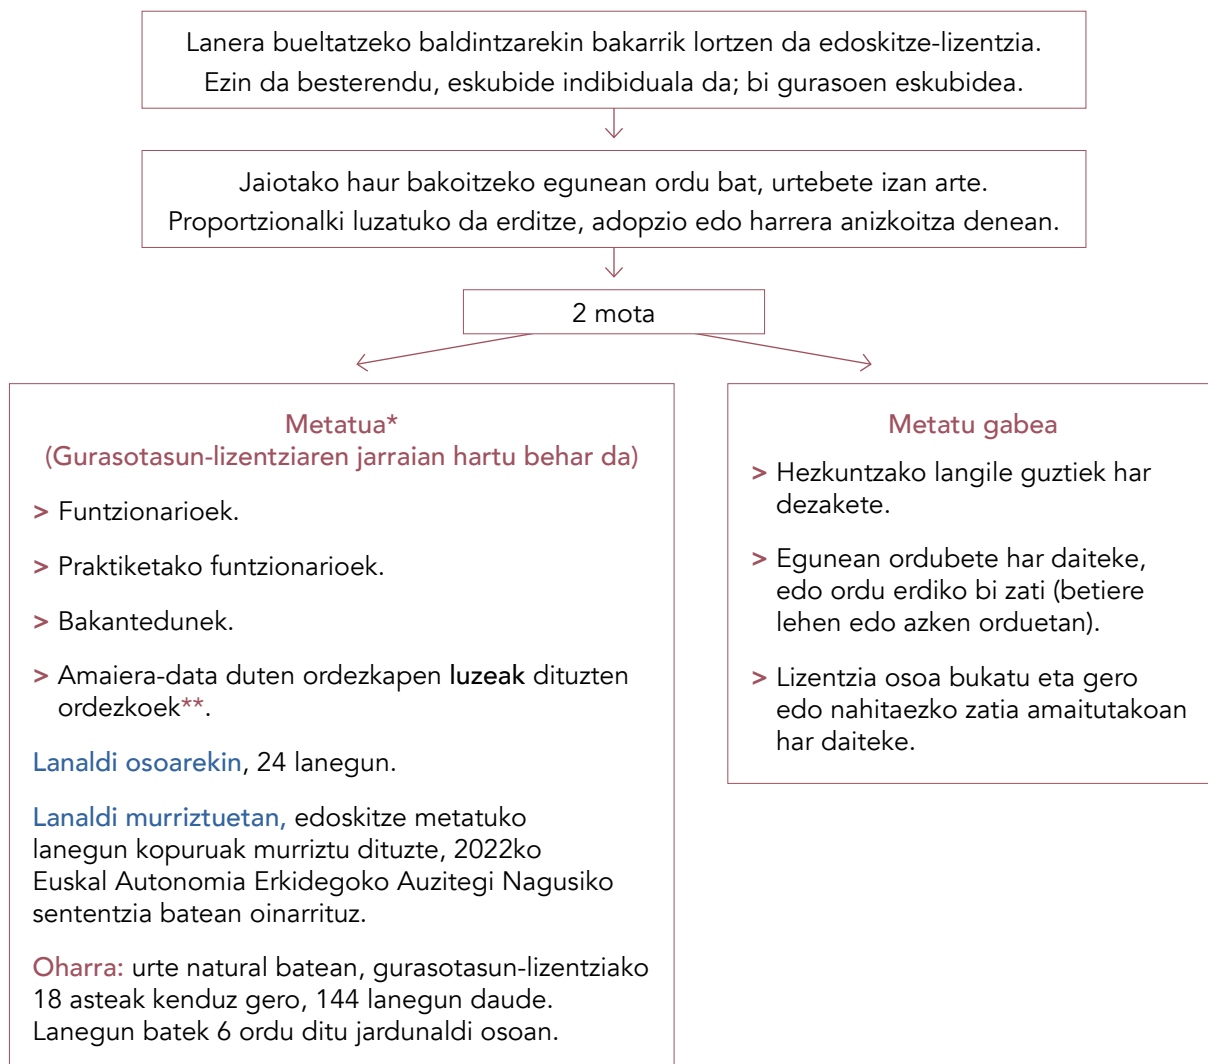 Lanera bueltatzeko baldintzarekin bakarrik lortzen da edoskitze-lizentzia.
Ezin da besterendu, eskubide indibiduala da; bi gurasoen eskubidea.
Jaiotako haur bakoitzeko egunean ordu bat, urtebete izan arte.
Proportzionalki luzatuko da erditze, adopzio edo harrera anizkoitza denean.
2 mota
Metatua*
(Gurasotasun-lizentziaren jarraian hartu behar da)
> Funtzionarioek.
> Praktiketako funtzionarioek.
> Bakantedunek.
> Amaiera-data duten ordezkapen luzeak dituzten
ordezkoek**.
Lanaldi osoarekin, 24 lanegun.
Lanaldi murriztuetan, edoskitze metatuko
lanegun kopuruak murriztu dituzte, 2022ko
Euskal Autonomia Erkidegoko Auzitegi Nagusiko
sententzia batean oinarrituz.
Oharra: urte natural batean, gurasotasun-lizentziako
18 asteak kenduz gero, 144 lanegun daude.
Lanegun batek 6 ordu ditu jardunaldi osoan.
Metatu gabea
> Hezkuntzako langile guztiek har
dezakete.
> Egunean ordubete har daiteke,
edo ordu erdiko bi zati (betiere
lehen edo azken orduetan).
> Lizentzia osoa bukatu eta gero
edo nahitaezko zatia amaitutakoan
har daiteke.